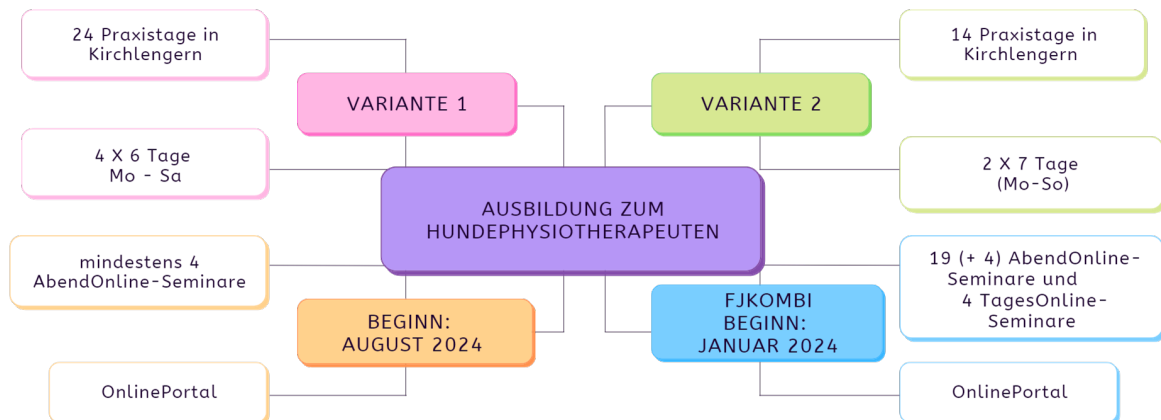 24 Praxistage in
Kirchlengern
VARIANTE 1
4 X 6 Tage
Mo - Sa
mindestens 4
AbendOnline-Seminare
BEGINN:
AUGUST 2024
OnlinePortal
AUSBILDUNG ZUM
HUNDEPHYSIOTHERAPEUTEN
14 Praxistage in
Kirchlengern
VARIANTE 2
2 X 7 Tage
(Mo-So)
19 (+ 4) AbendOnline-
Seminare und
4 TagesOnline-
Seminare
FJKOMBI
BEGINN:
JANUAR 2024
OnlinePortal